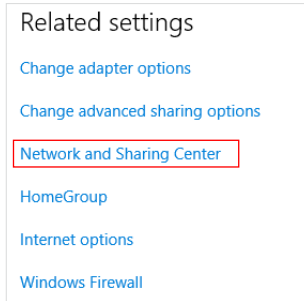 Related settings
Change adapter options
Change advanced sharing options
Network and Sharing Center
HomeGroup
Internet options
Windows Firewall